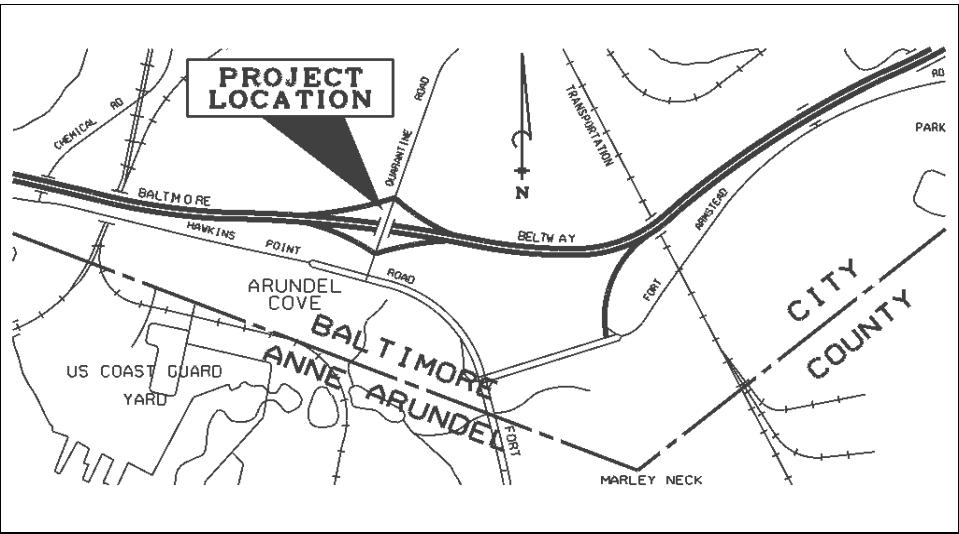 PROJECT
LOCATION
CHEMICAL RD
QUARANTINE ROAD
TRANSPORTATION
N
RD
PARK
BALTIMORE
BELTWAY
HAWKINS POINT ROAD
FORT ARMSTEAD
ARUNDEL
COVE
CITY
COUNTY
BALTIMORE
ANNE ARUNDEL
US COAST GUARD
YARD
FORT
MARLEY NECK